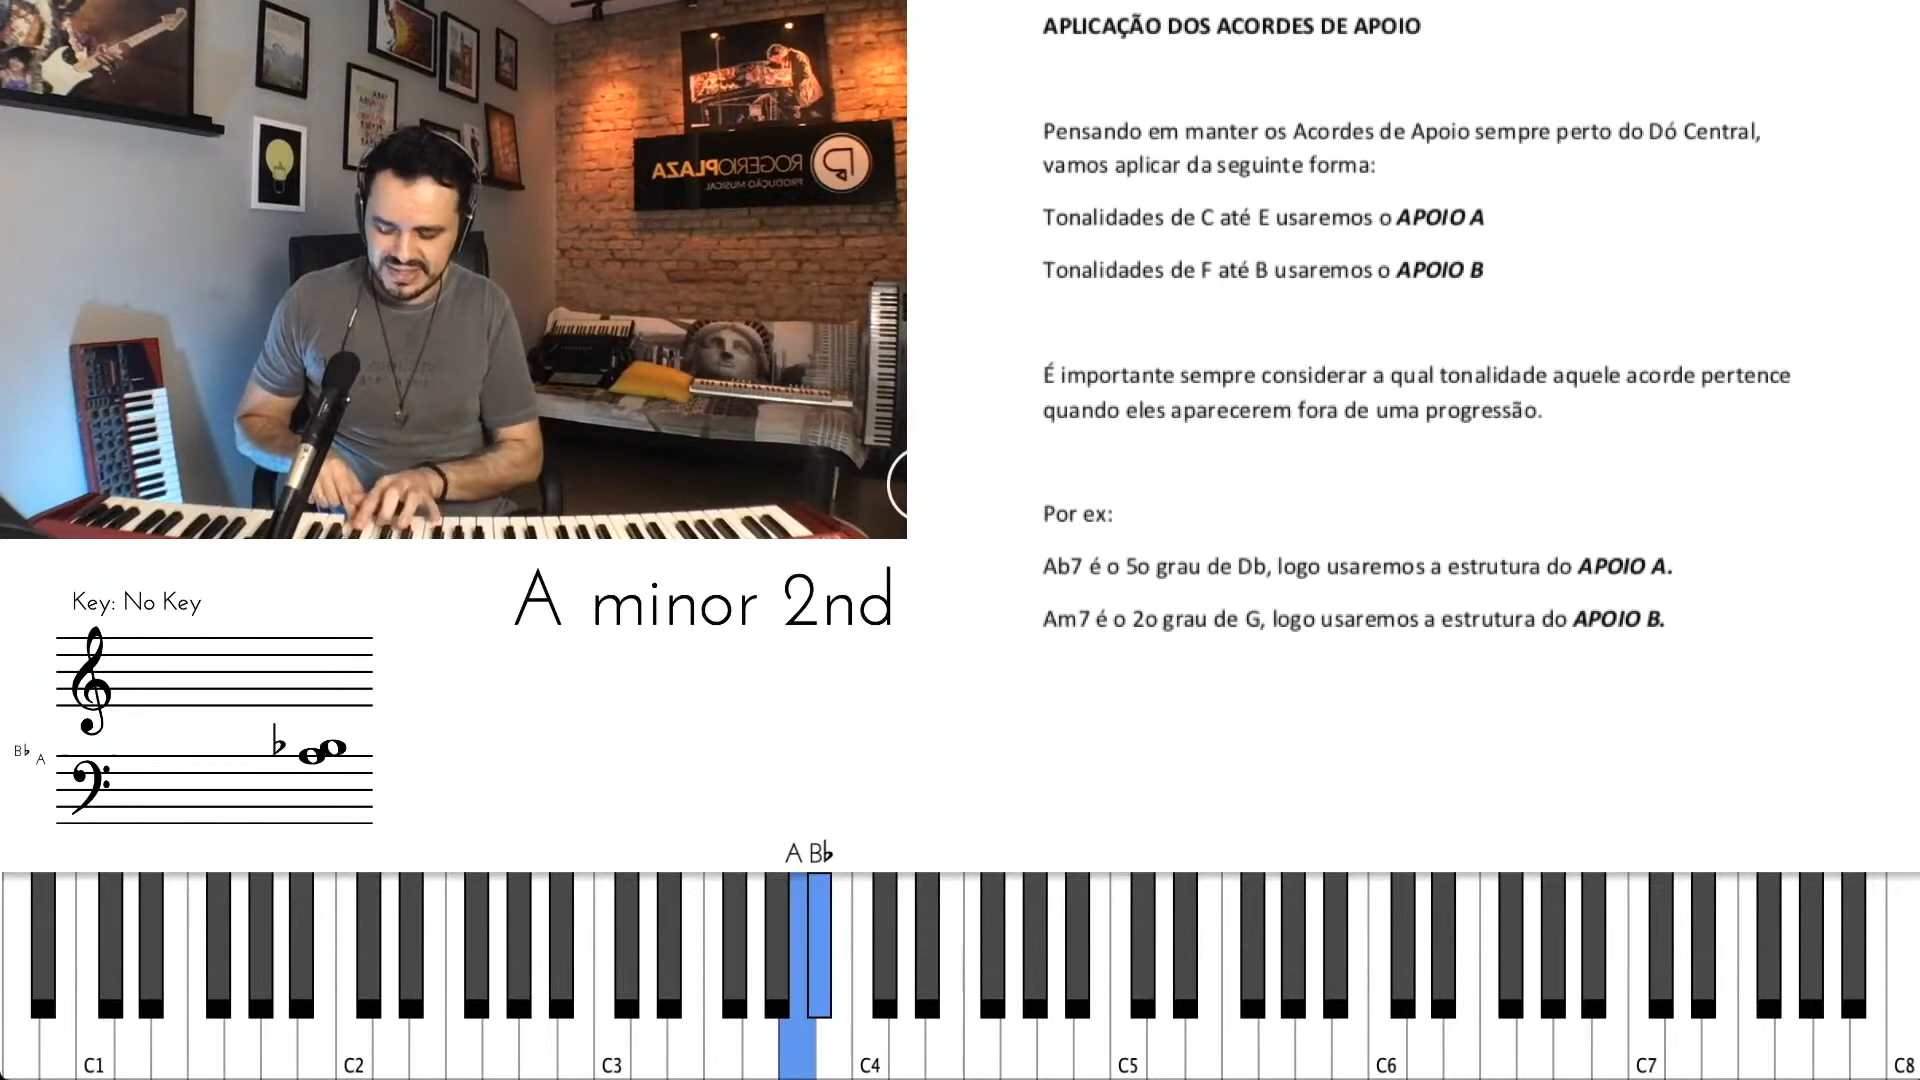 ROGERIOPLAZA
PRODUÇÃO MUSICAL
APLICAÇÃO DOS ACORDES DE APOIO
Pensando em manter os Acordes de Apoio sempre perto do Dó Central,
vamos aplicar da seguinte forma:
Tonalidades de C até E usaremos o APOIO A
Tonalidades de F até B usaremos o APOIO B
É importante sempre considerar a qual tonalidade aquele acorde pertence
quando eles aparecerem fora de uma progressão.
Por ex:
Ab7 é o 5o grau de Db, logo usaremos a estrutura do APOIO A.
Am7 é o 2o grau de G, logo usaremos a estrutura do APOIO B.
Key: No Key
A minor 2nd
B♭ A
A B♭
C1 C2 C3 C4 C5 C6 C7 C8